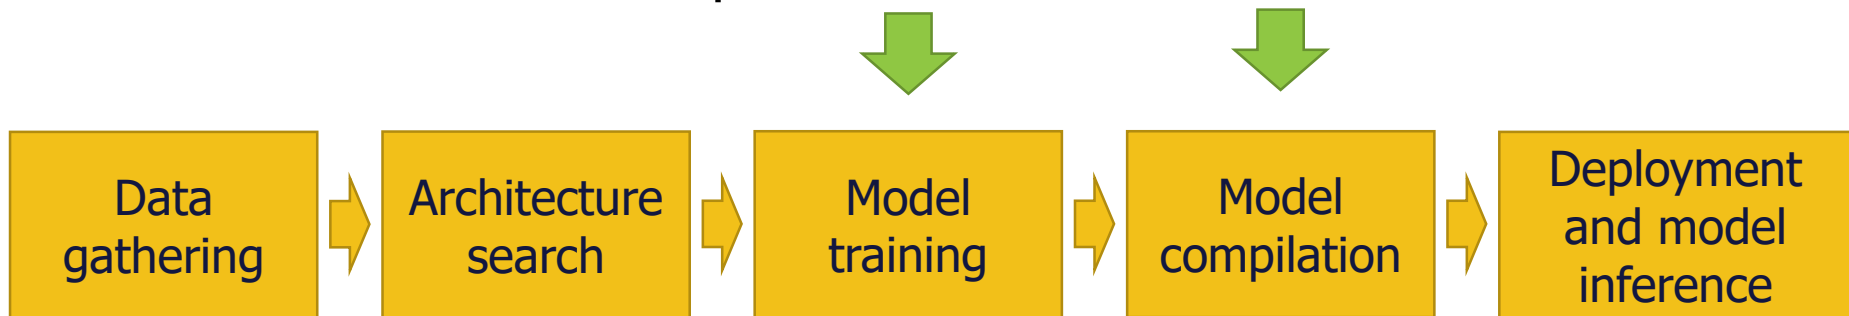 Data
gathering
Architecture
search
Model
training
Model
compilation
Deployment
and model
inference